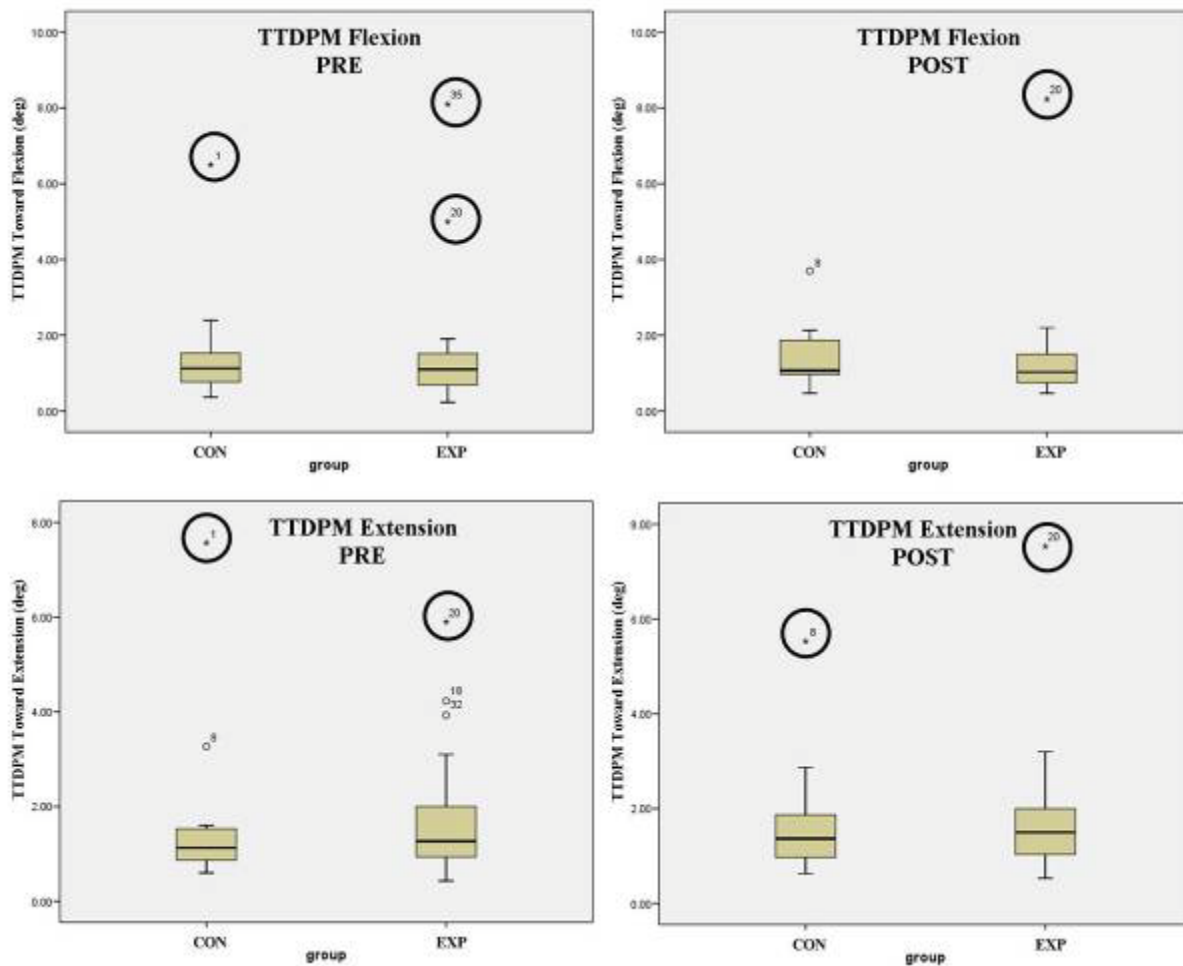 TTDPM Flexion
PRE
TTDPM Toward Flexion (deg)
10.00
8.00
6.00
4.00
2.00
0.00
1
35
20
CON
EXP
group
TTDPM Flexion
POST
TTDPM Toward Flexion (deg)
10.00
8.00
6.00
4.00
2.00
0.00
8
20
CON
EXP
group
TTDPM Extension
PRE
TTDPM Toward Extension (deg)
8.00
6.00
4.00
2.00
0.00
1
8
20
18
32
CON
EXP
group
TTDPM Extension
POST
TTDPM Toward Extension (deg)
8.00
6.00
4.00
2.00
0.00
8
20
CON
EXP
group